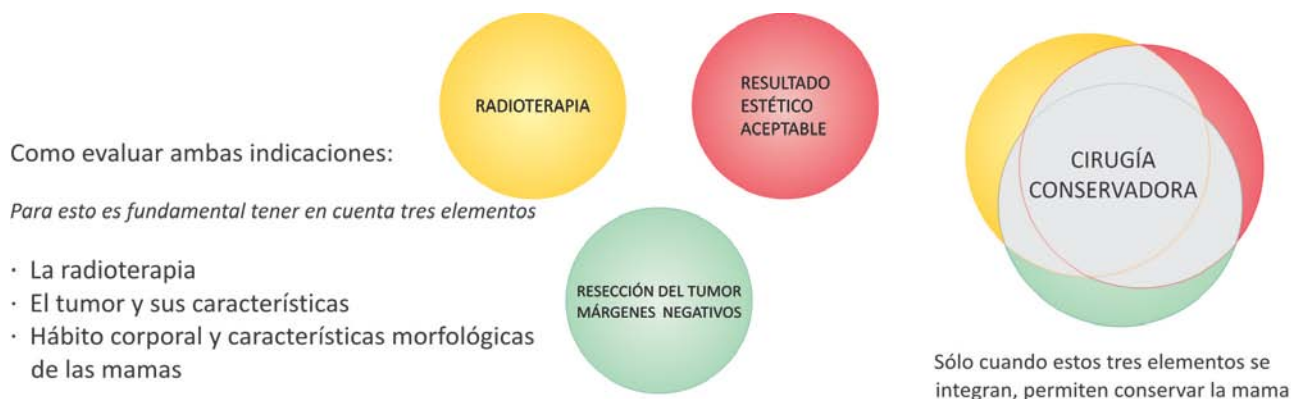 Como evaluar ambas indicaciones:
Para esto es fundamental tener en cuenta tres elementos
· La radioterapia
· El tumor y sus características
· Hábito corporal y características morfológicas
de las mamas
RADIOTERAPIA
RESULTADO
ESTÉTICO
ACEPTABLE
RESECCIÓN DEL TUMOR
MÁRGENES NEGATIVOS
CIRUGÍA
CONSERVADORA
Sólo cuando estos tres elementos se
integran, permiten conservar la mama